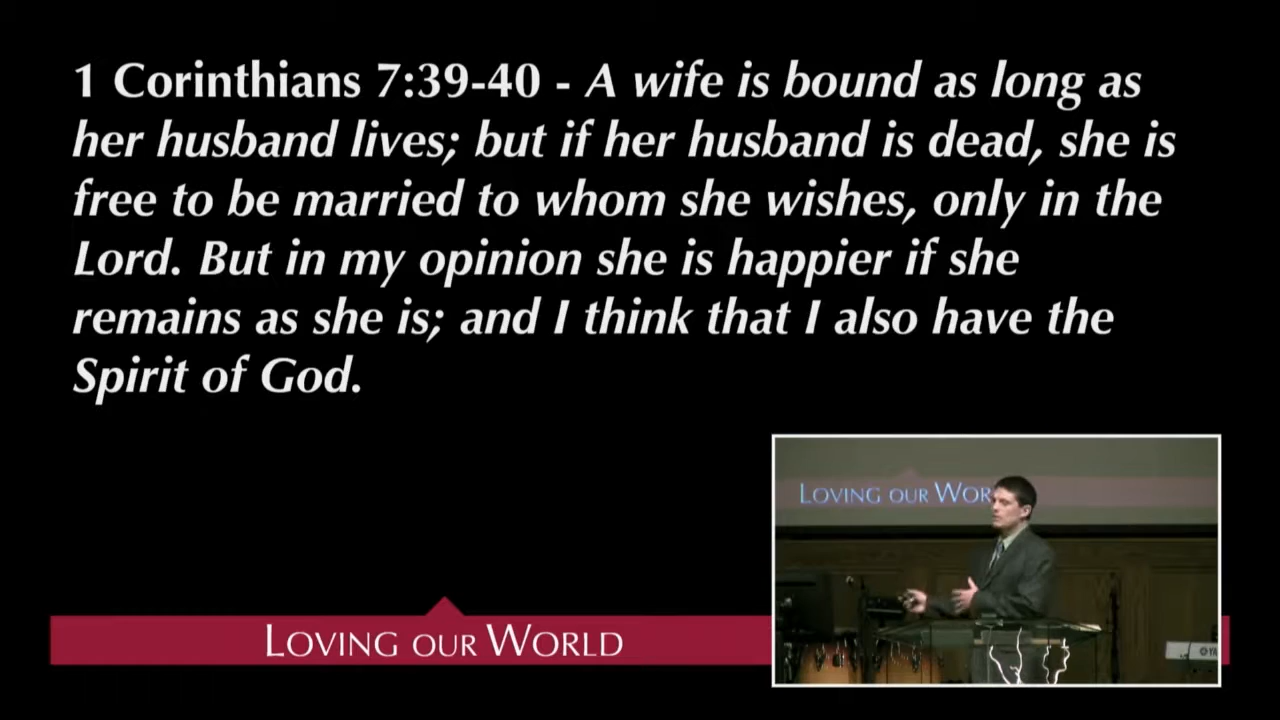 1 Corinthians 7:39-40 - A wife is bound as long as
her husband lives; but if her husband is dead, she is
free to be married to whom she wishes, only in the
Lord. But in my opinion she is happier if she
remains as she is; and I think that I also have the
Spirit of God.
LOVING OUR WOR
LOVING OUR WORLD